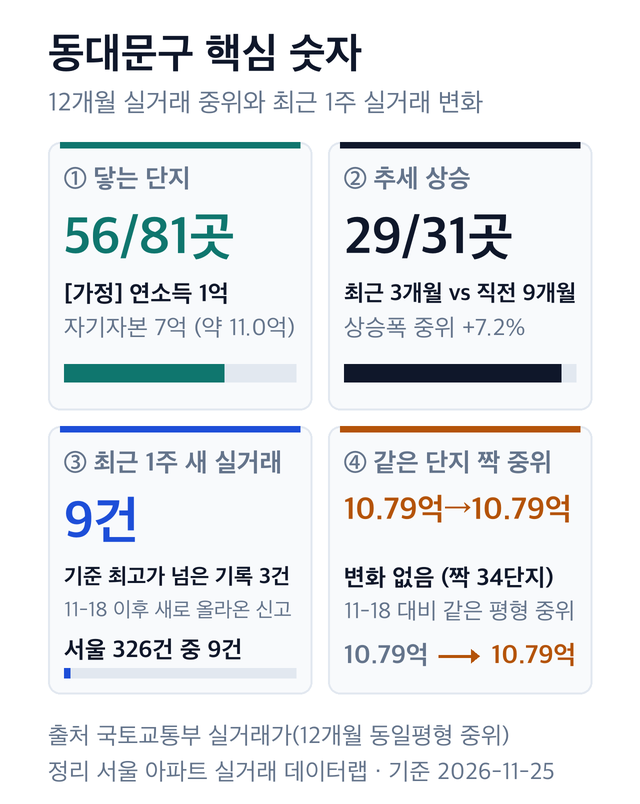 동대문구 핵심 숫자
12개월 실거래 중위와 최근 1주 실거래 변화
① 닿는 단지
56/81곳
[가정] 연소득 1억
자기자본 7억 (약 11.0억)
② 추세 상승
29/31곳
최근 3개월 vs 직전 9개월
상승폭 중위 +7.2%
③ 최근 1주 새 실거래
9건
기준 최고가 넘은 기록 3건
11-18 이후 새로 올라온 신고
서울 326건 중 9건
④ 같은 단지 짝 중위
10.79억→10.79억
변화 없음 (짝 34단지)
11-18 대비 같은 평형 중위
10.79억 → 10.79억
출처 국토교통부 실거래가(12개월 동일평형 중위)
정리 서울 아파트 실거래 데이터랩 · 기준 2026-11-25